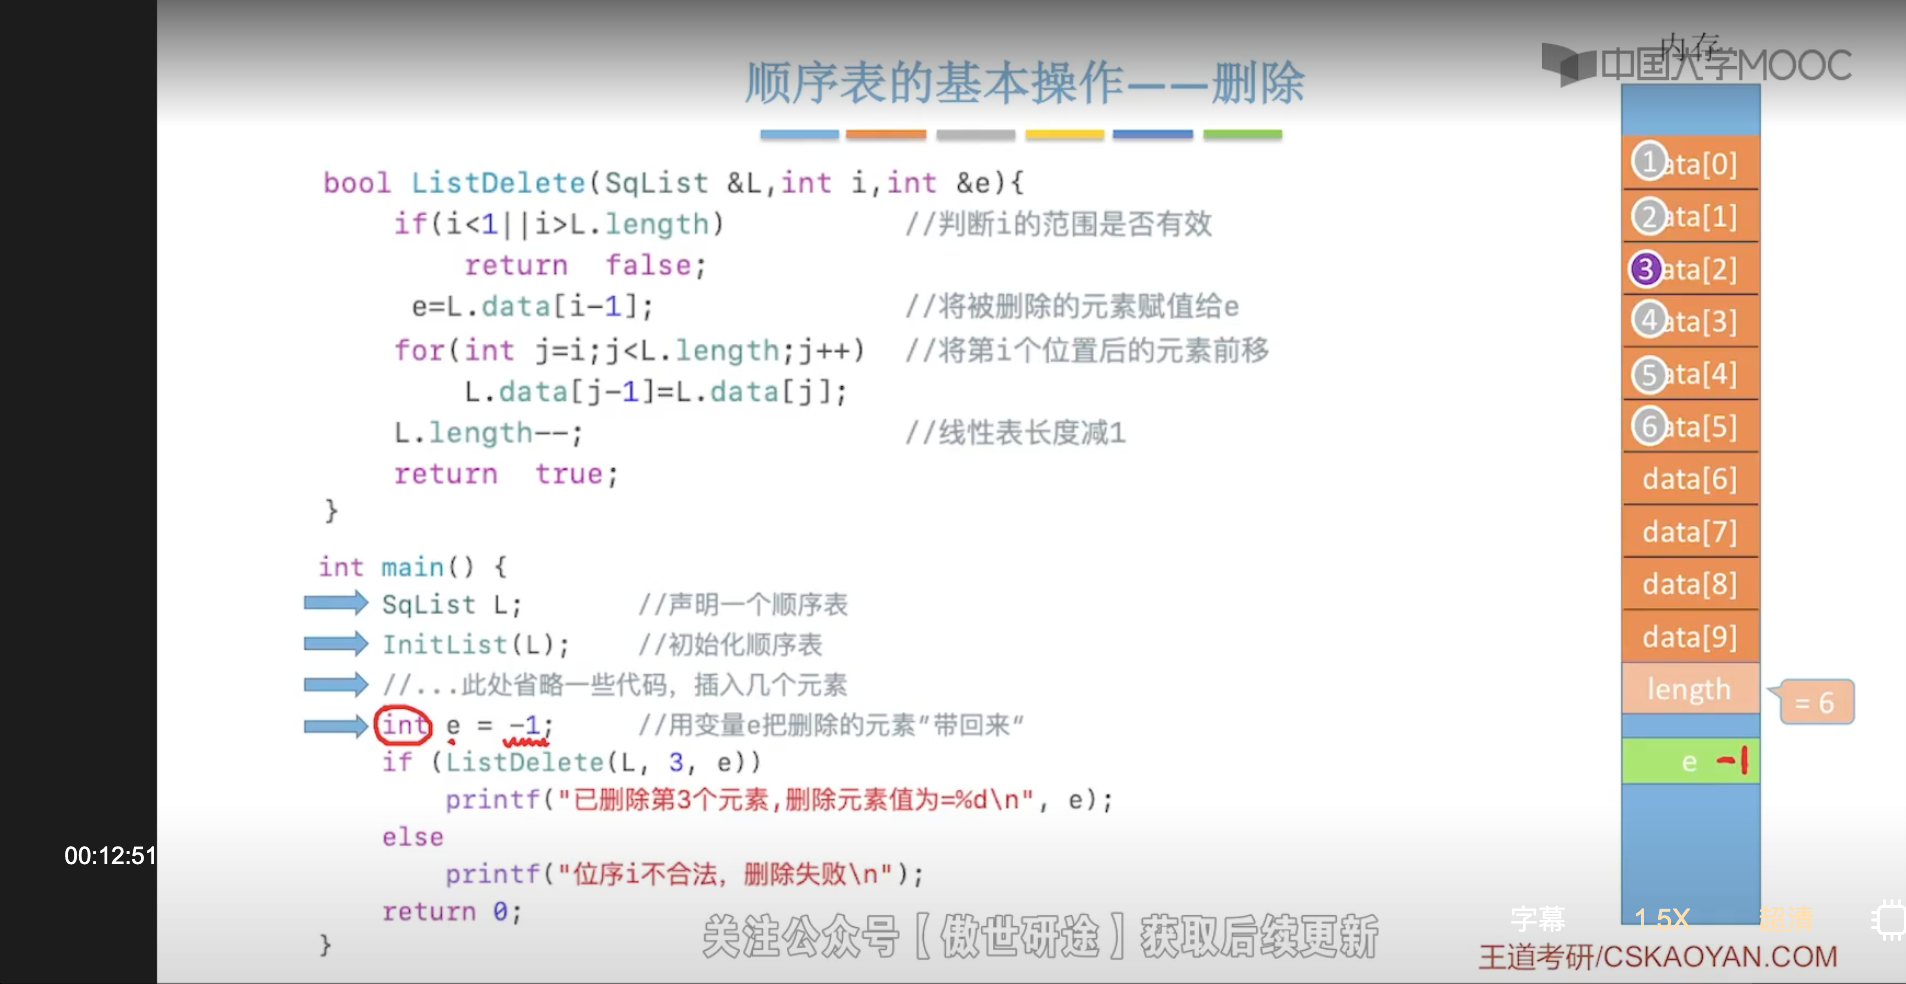 内存
中国大学MOOC
顺序表的基本操作——删除
bool ListDelete(SqList &L,int i,int &e){
if(i<1||i>L.length) //判断i的范围是否有效
return false;
e=L.data[i-1]; //将被删除的元素赋值给e
for(int j=i;j<L.length;j++) //将第i个位置后的元素前移
L.data[j-1]=L.data[j];
L.length--; //线性表长度减1
return true;
}
int main() {
SqList L; //声明一个顺序表
InitList(L); //初始化顺序表
//...此处省略一些代码，插入几个元素
int e = -1; //用变量e把删除的元素"带回来"
if (ListDelete(L, 3, e))
printf("已删除第3个元素,删除元素值为=%d\n", e);
else
printf("位序i不合法，删除失败\n");
return 0;
}
1 ata[0]
2 ata[1]
3 ata[2]
4 ata[3]
5 ata[4]
6 ata[5]
data[6]
data[7]
data[8]
data[9]
length = 6
e -1
00:12:51
字幕 1.5X 超清
关注公众号【傲世研途】获取后续更新
王道考研/CSKAOYAN.COM